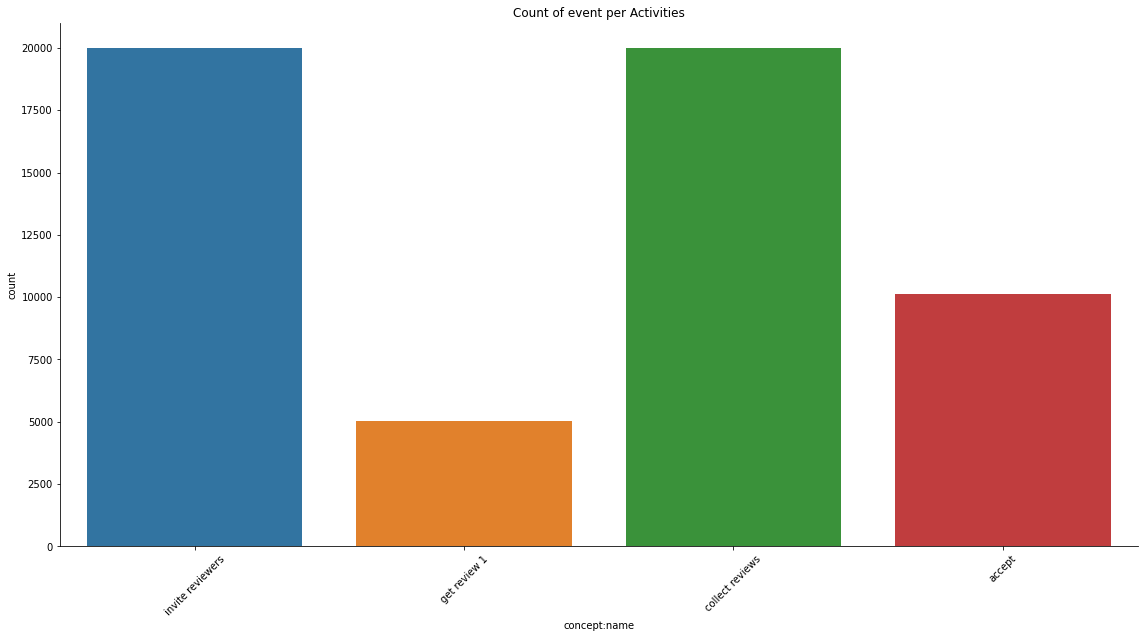 Count of event per Activities
20000
17500
15000
12500
10000
7500
5000
2500
0
count
invite reviewers
get review 1
collect reviews
accept
concept:name